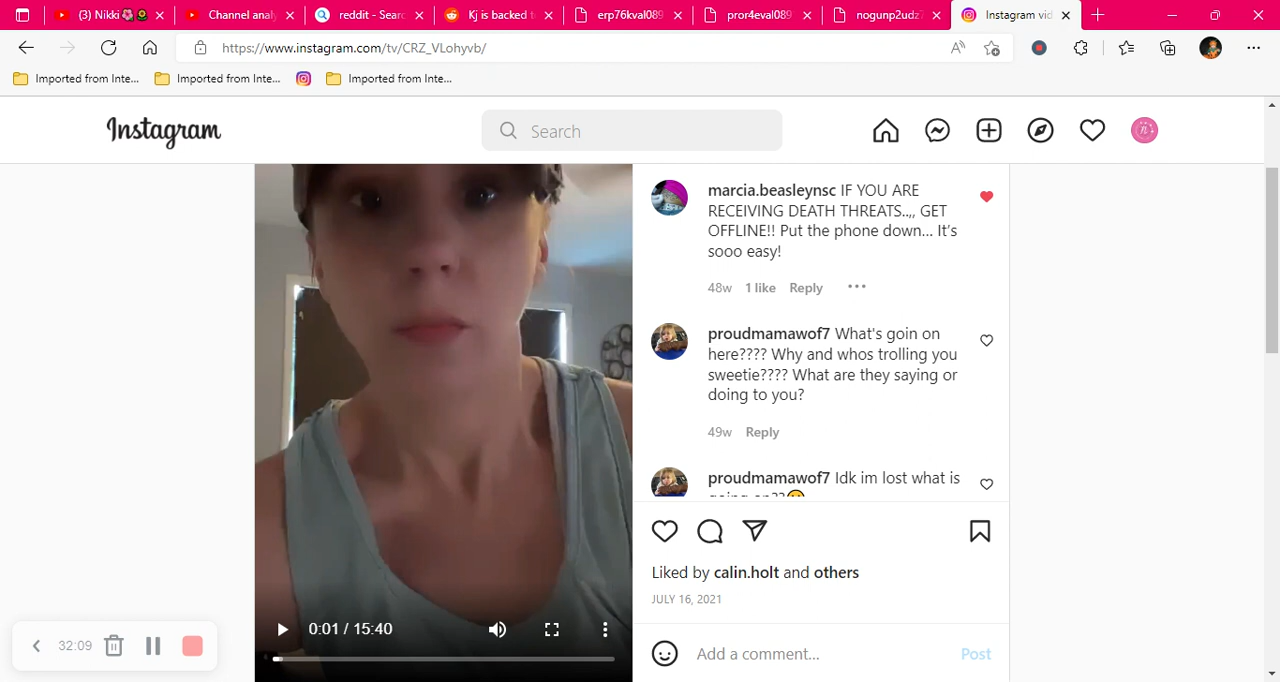 (3) Nikki
Channel anal
reddit - Searc
Kj is backed t
erp76kval089
pror4eval089
nogunp2udz7
Instagram vid
https://www.instagram.com/tv/CRZ_VLohyvb/
Imported from Inte...
Imported from Inte...
Imported from Inte...
Instagram
Search
marcia.beasleynsc IF YOU ARE
RECEIVING DEATH THREATS..,, GET
OFFLINE!! Put the phone down... It's
sooo easy!
48w 1 like Reply
proudmamawof7 What's goin on
here???? Why and whos trolling you
sweetie???? What are they saying or
doing to you?
49w Reply
proudmamawof7 Idk im lost what is
going on??
Liked by calin.holt and others
JULY 16, 2021
Add a comment... Post
0:01 / 15:40
32:09